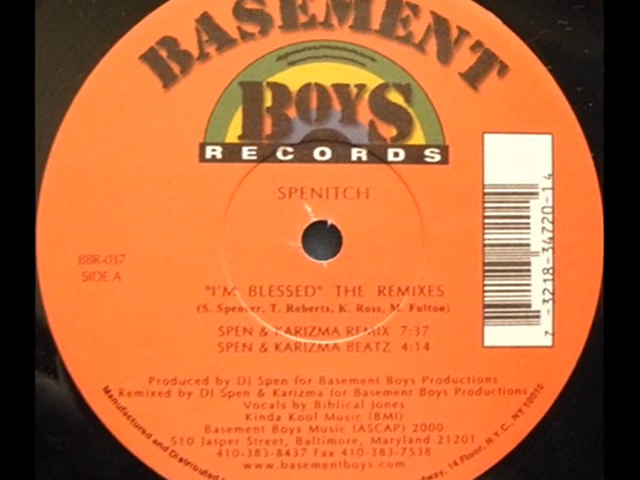 BASEMENT
BOYS
RECORDS
SPENITCH
BBR-037
SIDE A
"I'M BLESSED" THE REMIXES
(S. Spencer, T. Roberts, K. Ross, M. Fulton)
SPEN & KARIZMA REMIX 7:37
SPEN & KARIZMA BEATZ 4:14
7-3218-34720-1 4
Produced by DJ Spen for Basement Boys Productions
Remixed by DJ Spen & Karizma for Basement Boys Productions
Vocals by Biblical Jones
Kinda Kool Music (BMI)
Basement Boys Music (ASCAP) 2000
510 Jasper Street, Baltimore, Maryland 21201
410-383-8437 Fax 410-383-7538
www.basementboys.com
Manufactured and Distributed
14 Floor, N.Y.C., NY 10010